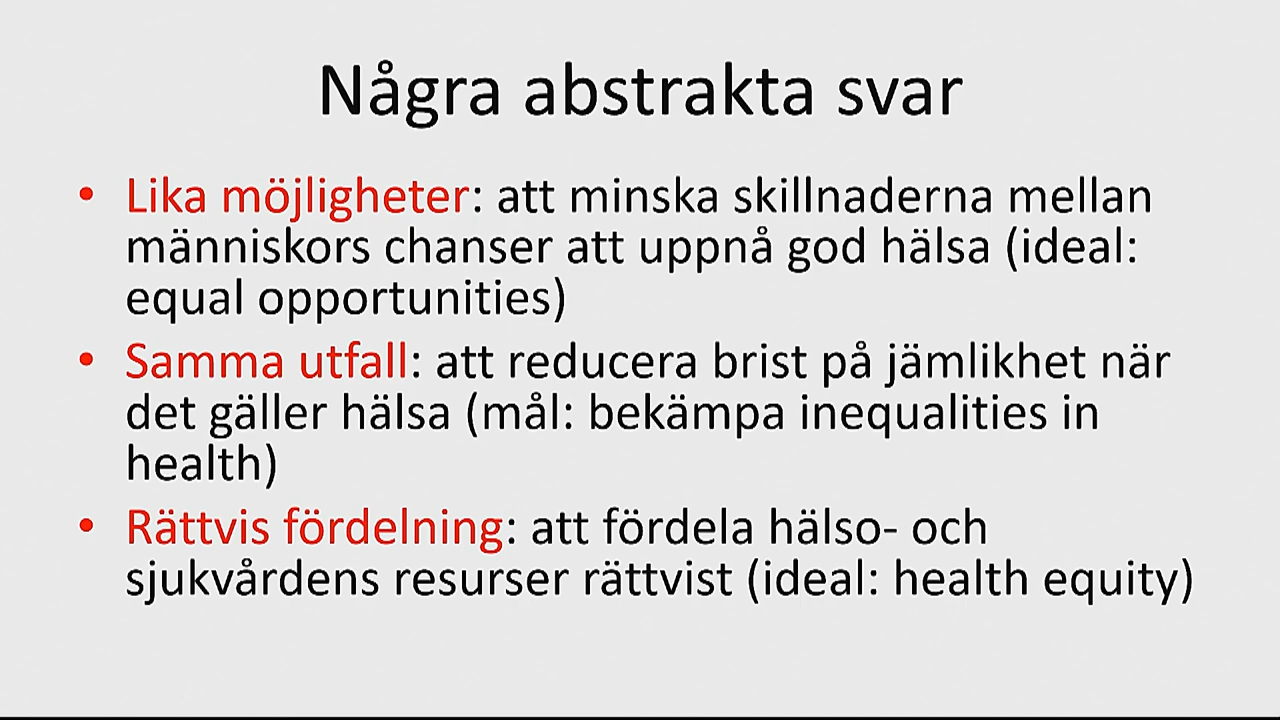 Några abstrakta svar
• Lika möjligheter: att minska skillnaderna mellan
människors chanser att uppnå god hälsa (ideal:
equal opportunities)
• Samma utfall: att reducera brist på jämlikhet när
det gäller hälsa (mål: bekämpa inequalities in
health)
• Rättvis fördelning: att fördela hälso- och
sjukvårdens resurser rättvist (ideal: health equity)